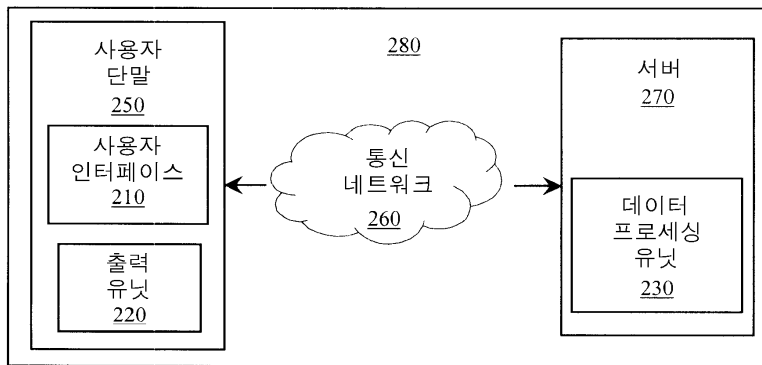 사용자
단말
250
사용자
인터페이스
210
출력
유닛
220
280
통신
네트워크
260
서버
270
데이터
프로세싱
유닛
230